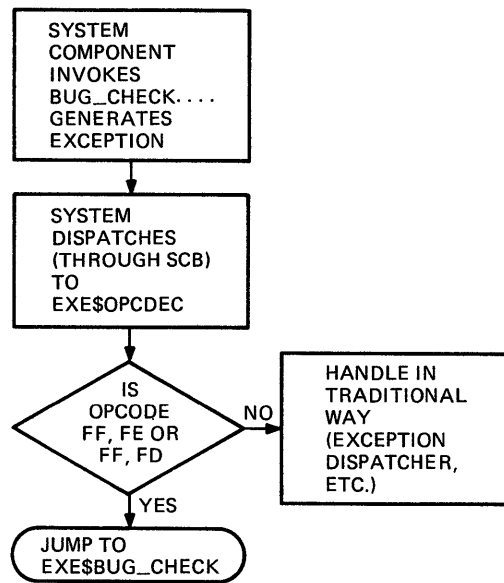 SYSTEM
COMPONENT
INVOKES
BUG_CHECK....
GENERATES
EXCEPTION
SYSTEM
DISPATCHES
(THROUGH SCB)
TO
EXE$OPCDEC
IS
OPCODE
FF, FE OR
FF, FD
NO
HANDLE IN
TRADITIONAL
WAY
(EXCEPTION
DISPATCHER,
ETC.)
YES
JUMP TO
EXE$BUG_CHECK